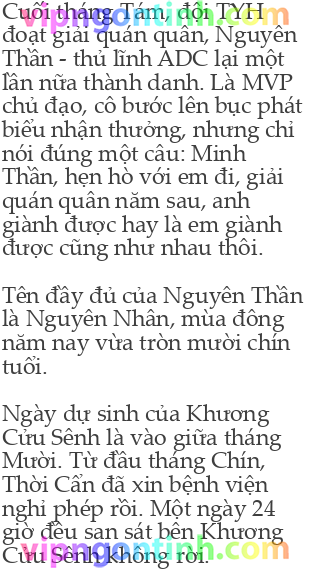 Cuối tháng Tám, đội TYH
đoạt giải quán quân, Nguyên
Thần - thủ lĩnh ADC lại một
lần nữa thành danh. Là MVP
chủ đạo, cô bước lên bục phát
biểu nhận thưởng, nhưng chỉ
nói đúng một câu: Minh
Thần, hẹn hò với em đi, giải
quán quân năm sau, anh
giành được hay là em giành
được cũng như nhau thôi.

Tên đầy đủ của Nguyên Thần
là Nguyên Nhân, mùa đông
năm nay vừa tròn mười chín
tuổi.

Ngày dự sinh của Khương
Cửu Sênh là vào giữa tháng
Mười. Từ đầu tháng Chín,
Thời Cẩn đã xin bệnh viện
nghỉ phép rồi. Một ngày 24
giờ đều san sát bên Khương
Cửu Sênh không rời.
vipngontinh.com
vipngontinh.com